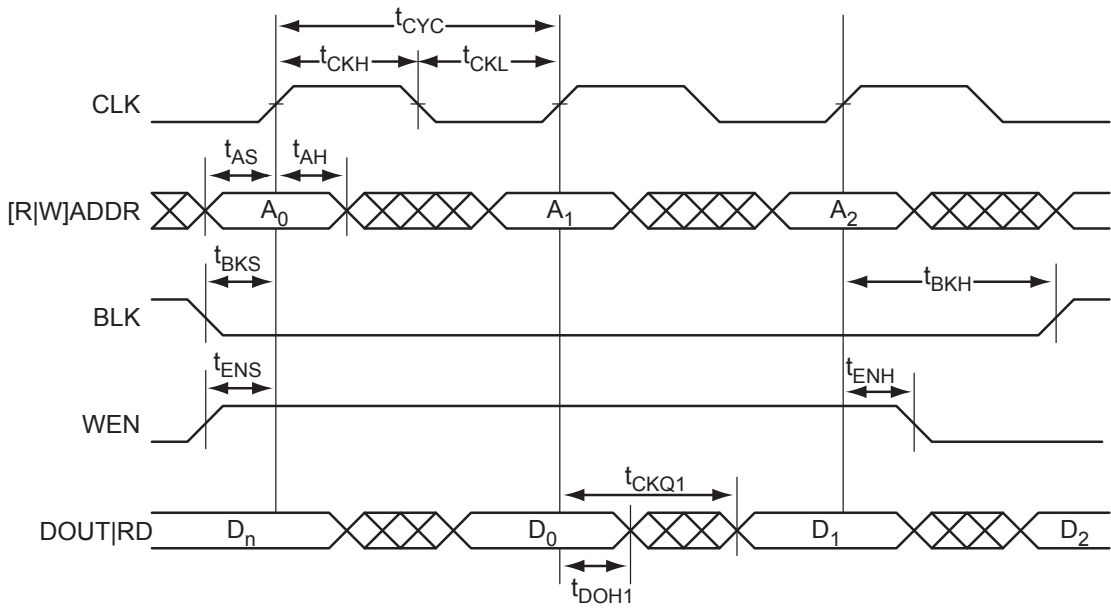 tCYC
tCKH tCKL
CLK
tAS tAH
[R|W]ADDR A0 A1 A2
tBKS tBKH
BLK
tENS tENH
WEN
tCKQ1
DOUT|RD Dn D0 D1 D2
tDOH1